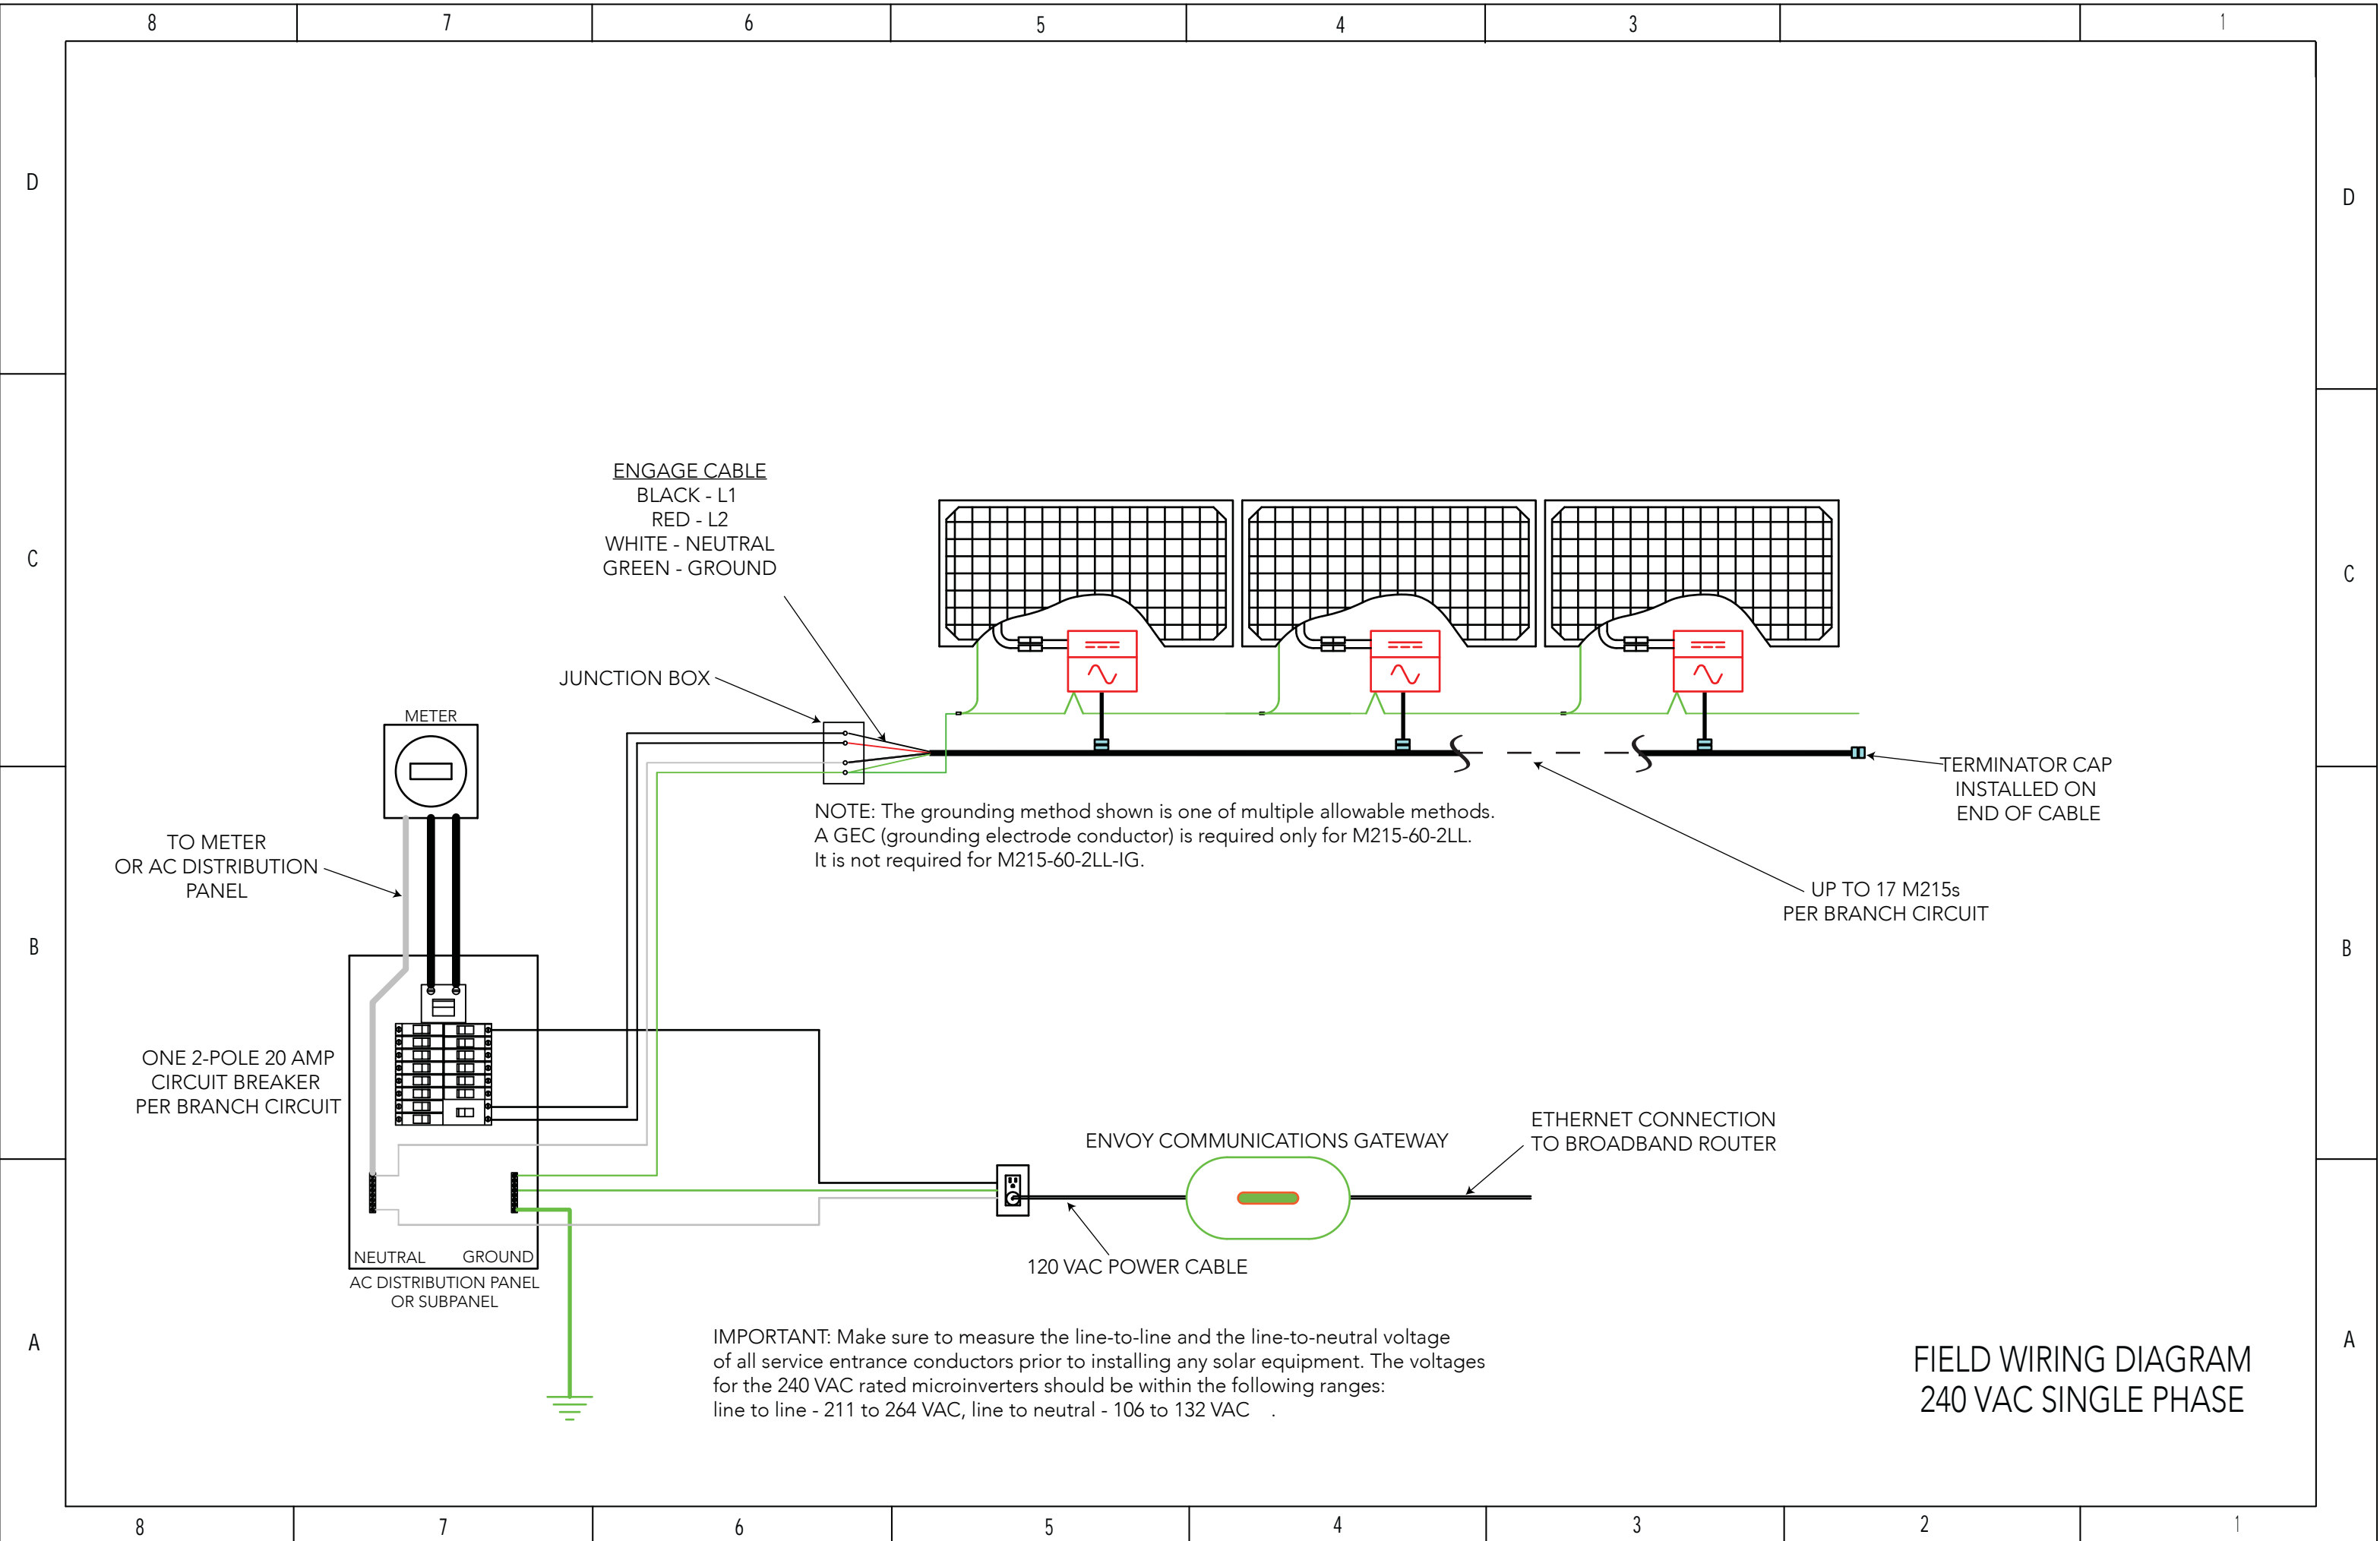 8 7 6 5 4 3 1
D
D
C
C
B
B
A
A
ENGAGE CABLE
BLACK - L1
RED - L2
WHITE - NEUTRAL
GREEN - GROUND
JUNCTION BOX
METER
TO METER
OR AC DISTRIBUTION
PANEL
TERMINATOR CAP
INSTALLED ON
END OF CABLE
NOTE: The grounding method shown is one of multiple allowable methods.
A GEC (grounding electrode conductor) is required only for M215-60-2LL.
It is not required for M215-60-2LL-IG.
UP TO 17 M215s
PER BRANCH CIRCUIT
ONE 2-POLE 20 AMP
CIRCUIT BREAKER
PER BRANCH CIRCUIT
ENVOY COMMUNICATIONS GATEWAY
ETHERNET CONNECTION
TO BROADBAND ROUTER
120 VAC POWER CABLE
NEUTRAL GROUND
AC DISTRIBUTION PANEL
OR SUBPANEL
IMPORTANT: Make sure to measure the line-to-line and the line-to-neutral voltage
of all service entrance conductors prior to installing any solar equipment. The voltages
for the 240 VAC rated microinverters should be within the following ranges:
line to line - 211 to 264 VAC, line to neutral - 106 to 132 VAC .
FIELD WIRING DIAGRAM
240 VAC SINGLE PHASE
8 7 6 5 4 3 2 1